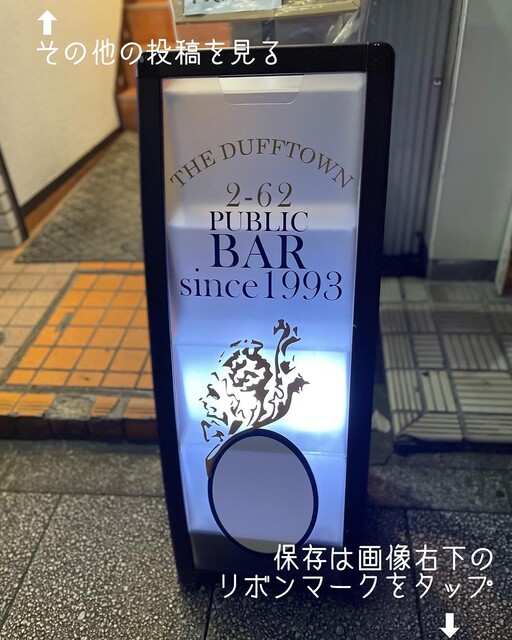 その他の投稿を見る
THE DUFFTOWN
2-62
PUBLIC
BAR
since1993
保存は画像右下の
リボンマークをタップ